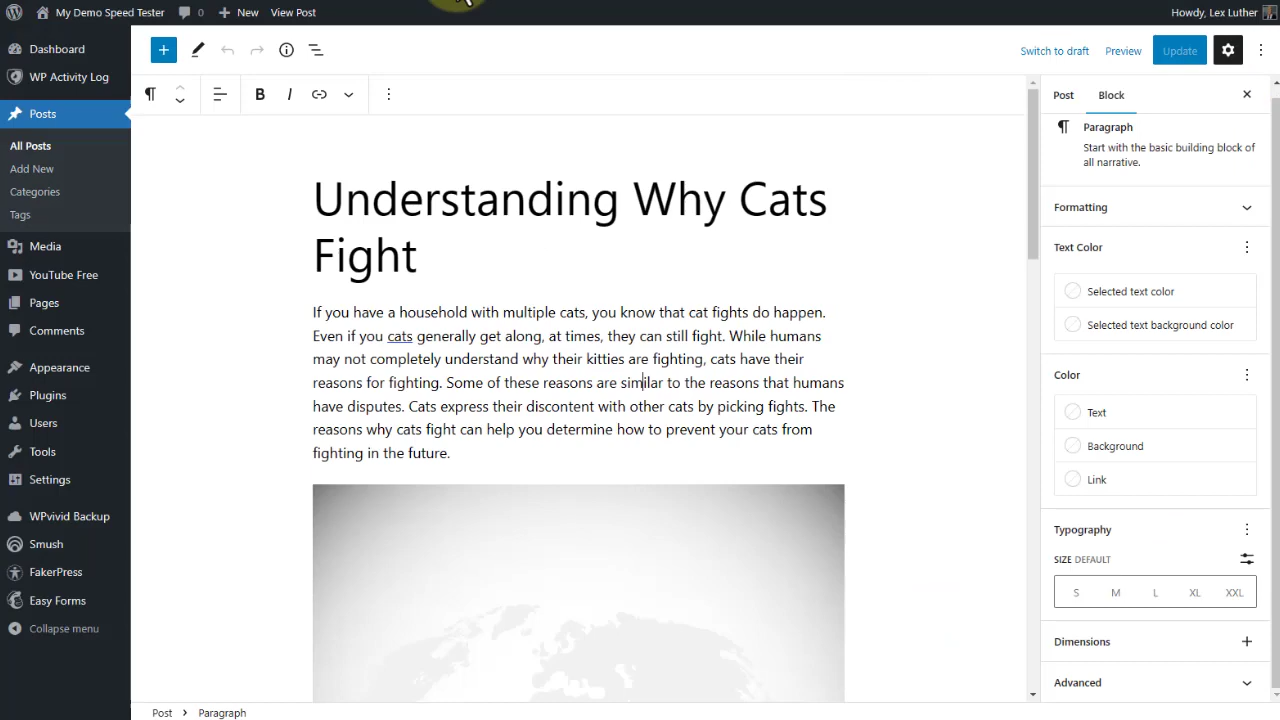 My Demo Speed Tester
0
New
View Post
Howdy, Lex Luther
Dashboard
WP Activity Log
Posts
All Posts
Add New
Categories
Tags
Media
YouTube Free
Pages
Comments
Appearance
Plugins
Users
Tools
Settings
WPvivid Backup
Smush
FakerPress
Easy Forms
Collapse menu
Switch to draft
Preview
Update
B
I
Understanding Why Cats
Fight
If you have a household with multiple cats, you know that cat fights do happen.
Even if you cats generally get along, at times, they can still fight. While humans
may not completely understand why their kitties are fighting, cats have their
reasons for fighting. Some of these reasons are similar to the reasons that humans
have disputes. Cats express their discontent with other cats by picking fights. The
reasons why cats fight can help you determine how to prevent your cats from
fighting in the future.
Post
Block
Paragraph
Start with the basic building block of
all narrative.
Formatting
Text Color
Selected text color
Selected text background color
Color
Text
Background
Link
Typography
SIZE DEFAULT
S
M
L
XL
XXL
Dimensions
Advanced
Post
Paragraph